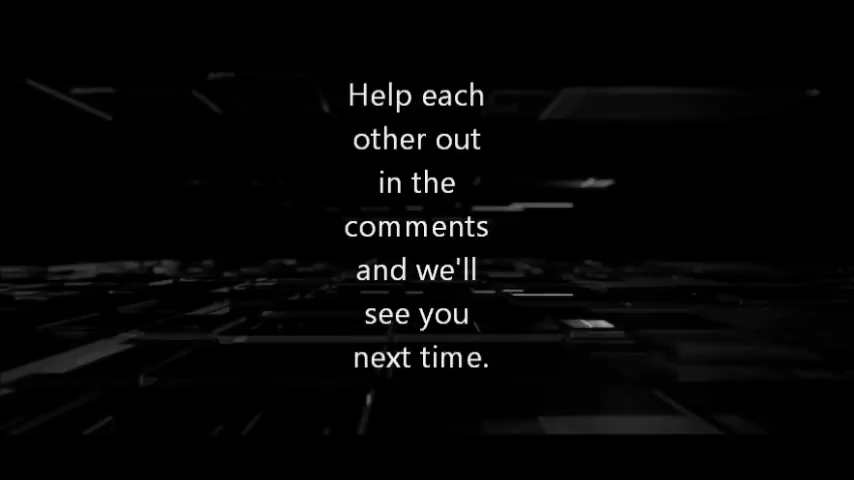 Help each
other out
in the
comments
and we'll
see you
next time.